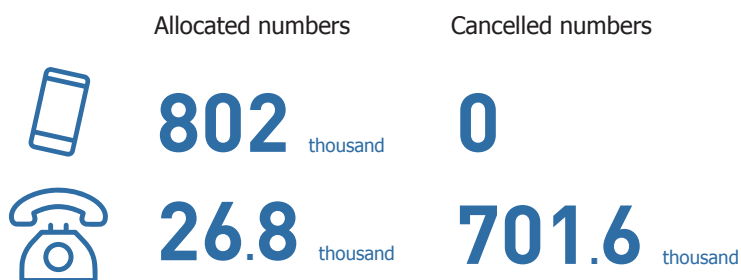 Allocated numbers Cancelled numbers
802 thousand 0
26.8 thousand 701.6 thousand